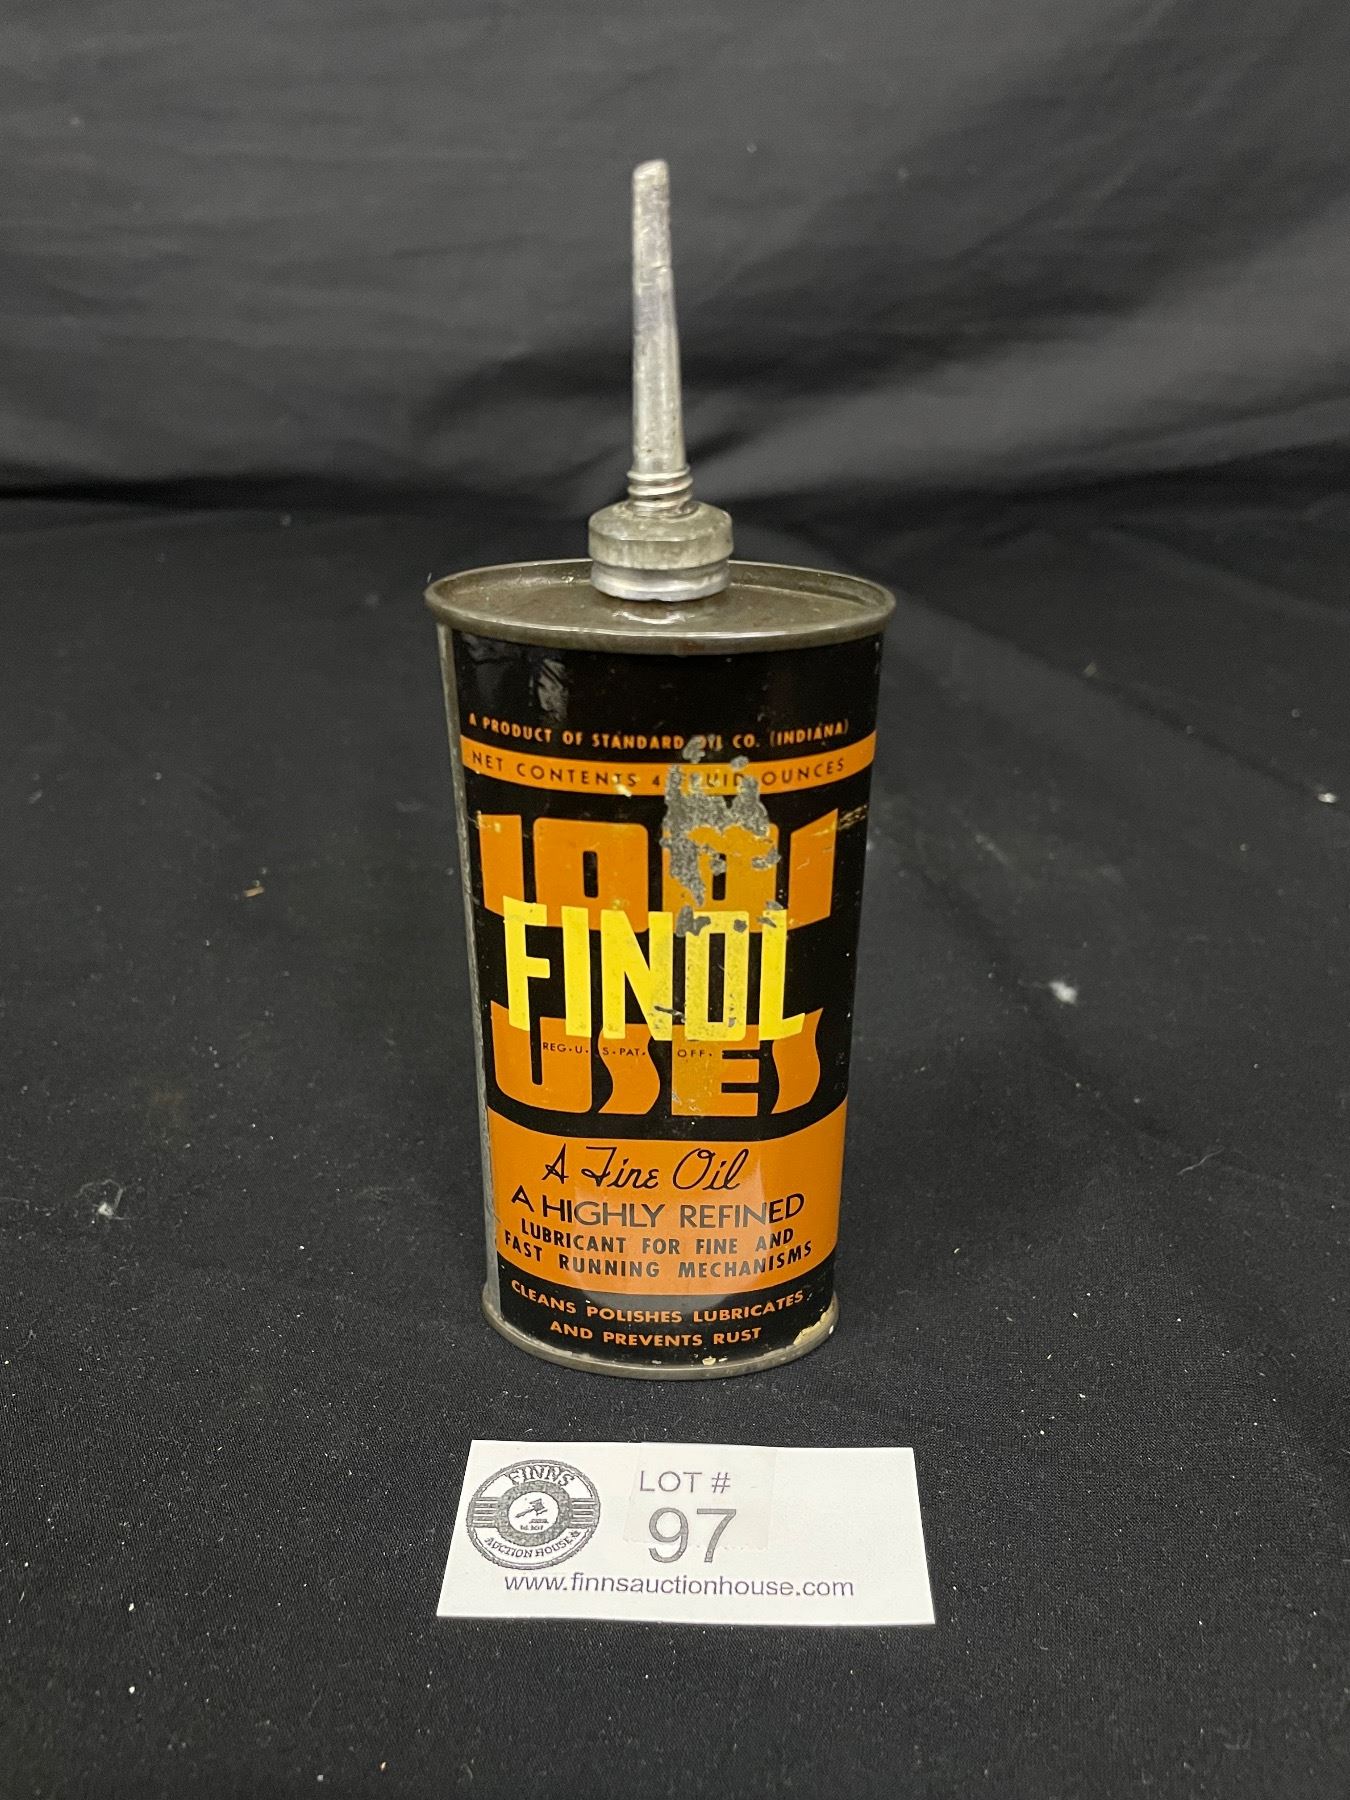 A PRODUCT OF STANDARD OIL CO. (INDIANA)
NET CONTENTS 4 LIQUID OUNCES
1001
FINOL
REG·U·S·PAT· OFF·
USES
A Fine Oil
A HIGHLY REFINED
LUBRICANT FOR FINE AND
FAST RUNNING MECHANISMS
CLEANS POLISHES LUBRICATES
AND PREVENTS RUST
FINNS
AUCTION HOUSE
LOT #
97
www.finnsauctionhouse.com